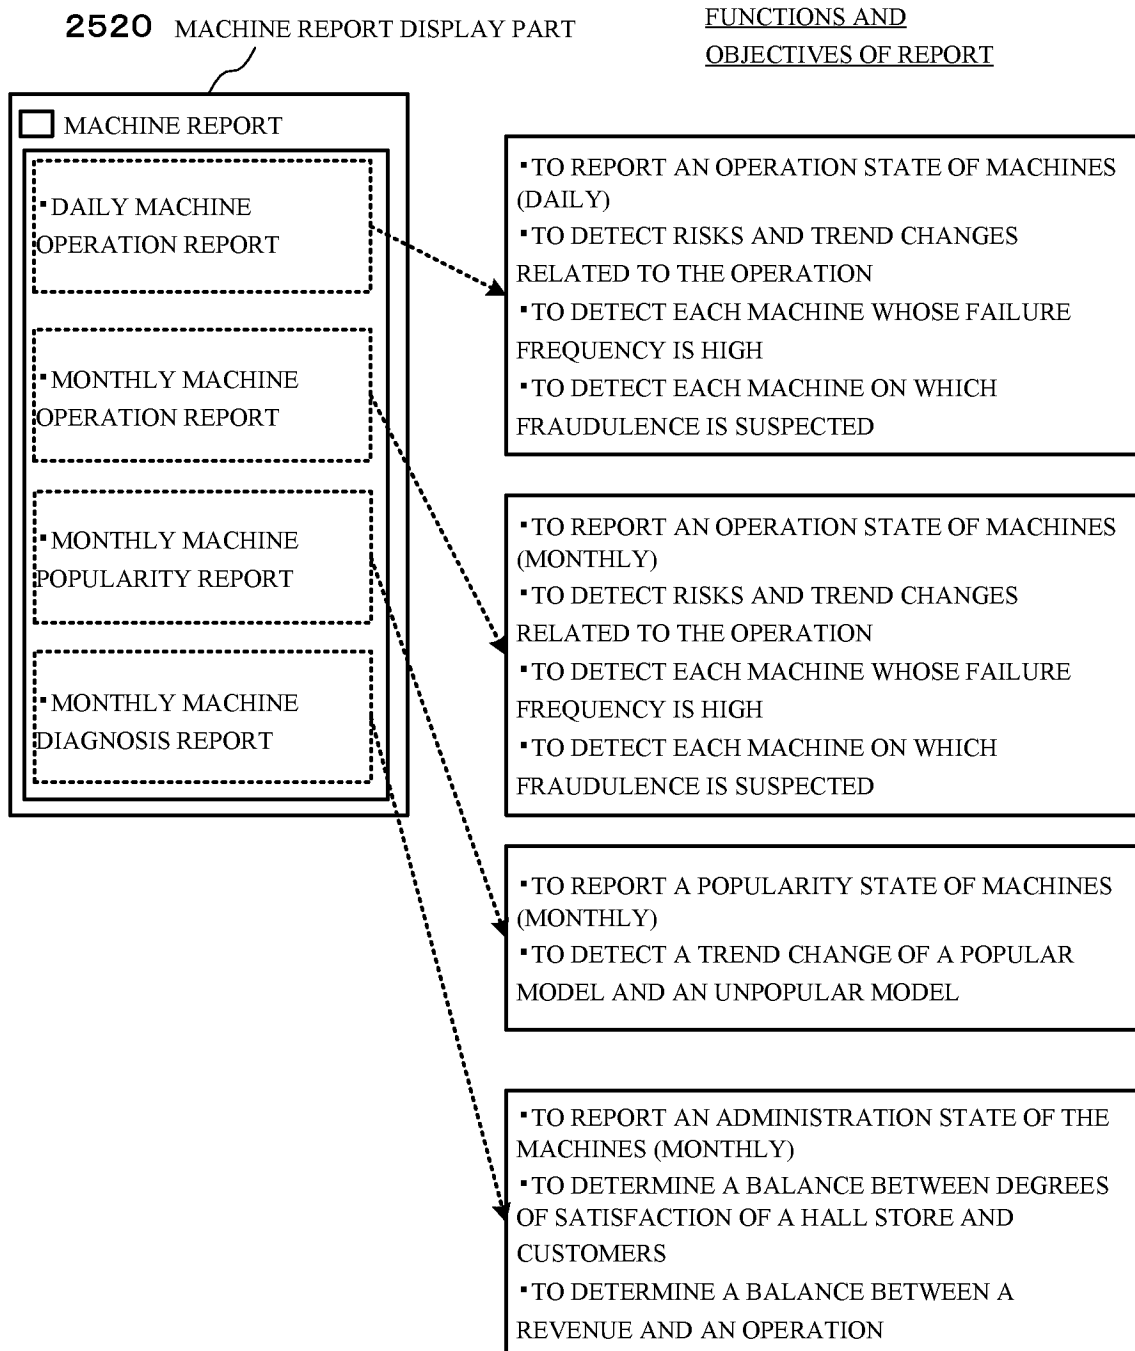 2520 MACHINE REPORT DISPLAY PART
FUNCTIONS AND
OBJECTIVES OF REPORT
MACHINE REPORT
▪DAILY MACHINE
OPERATION REPORT
▪MONTHLY MACHINE
OPERATION REPORT
▪MONTHLY MACHINE
POPULARITY REPORT
▪MONTHLY MACHINE
DIAGNOSIS REPORT
▪TO REPORT AN OPERATION STATE OF MACHINES
(DAILY)
▪TO DETECT RISKS AND TREND CHANGES
RELATED TO THE OPERATION
▪TO DETECT EACH MACHINE WHOSE FAILURE
FREQUENCY IS HIGH
▪TO DETECT EACH MACHINE ON WHICH
FRAUDULENCE IS SUSPECTED
▪TO REPORT AN OPERATION STATE OF MACHINES
(MONTHLY)
▪TO DETECT RISKS AND TREND CHANGES
RELATED TO THE OPERATION
▪TO DETECT EACH MACHINE WHOSE FAILURE
FREQUENCY IS HIGH
▪TO DETECT EACH MACHINE ON WHICH
FRAUDULENCE IS SUSPECTED
▪TO REPORT A POPULARITY STATE OF MACHINES
(MONTHLY)
▪TO DETECT A TREND CHANGE OF A POPULAR
MODEL AND AN UNPOPULAR MODEL
▪TO REPORT AN ADMINISTRATION STATE OF THE
MACHINES (MONTHLY)
▪TO DETERMINE A BALANCE BETWEEN DEGREES
OF SATISFACTION OF A HALL STORE AND
CUSTOMERS
▪TO DETERMINE A BALANCE BETWEEN A
REVENUE AND AN OPERATION